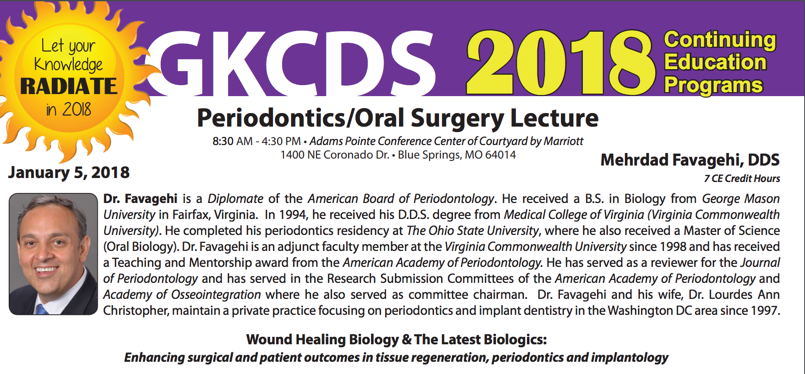 Let your
Knowledge
RADIATE
in 2018
GKCDS 2018
Continuing
Education
Programs
Periodontics/Oral Surgery Lecture
8:30 AM - 4:30 PM • Adams Pointe Conference Center of Courtyard by Marriott
1400 NE Coronado Dr. • Blue Springs, MO 64014
January 5, 2018
Mehrdad Favagehi, DDS
7 CE Credit Hours
Dr. Favagehi is a Diplomate of the American Board of Periodontology. He received a B.S. in Biology from George Mason
University in Fairfax, Virginia. In 1994, he received his D.D.S. degree from Medical College of Virginia (Virginia Commonwealth
University). He completed his periodontics residency at The Ohio State University, where he also received a Master of Science
(Oral Biology). Dr. Favagehi is an adjunct faculty member at the Virginia Commonwealth University since 1998 and has received
a Teaching and Mentorship award from the American Academy of Periodontology. He has served as a reviewer for the Journal
of Periodontology and has served in the Research Submission Committees of the American Academy of Periodontology and
Academy of Osseointegration where he also served as committee chairman. Dr. Favagehi and his wife, Dr. Lourdes Ann
Christopher, maintain a private practice focusing on periodontics and implant dentistry in the Washington DC area since 1997.
Wound Healing Biology & The Latest Biologics:
Enhancing surgical and patient outcomes in tissue regeneration, periodontics and implantology